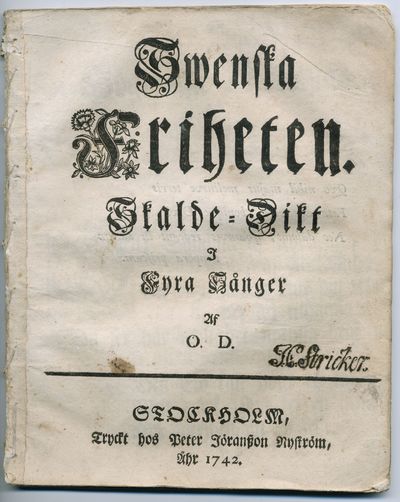 Swenska
Friheten.
Skalde-Dikt
I
Fyra Sånger
Af
O. D.
H. Stricker.
STOCKHOLM,
Tryckt hos Peter Jöranßon Nyström,
Åhr 1742.